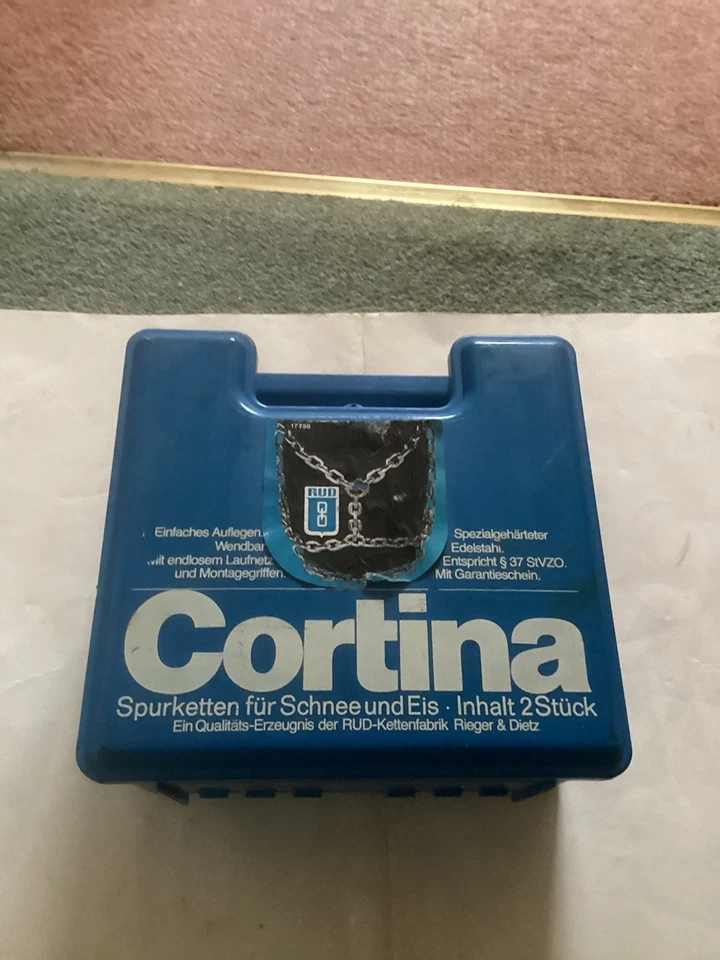 17798
RUD
Einfaches Auflegen.
Wendbar
Mit endlosem Laufnetz
und Montagegriffen.
Spezialgehärteter
Edelstahl.
Entspricht § 37 StVZO.
Mit Garantieschein.
Cortina
Spurketten für Schnee und Eis · Inhalt 2 Stück
Ein Qualitäts-Erzeugnis der RUD-Kettenfabrik Rieger & Dietz